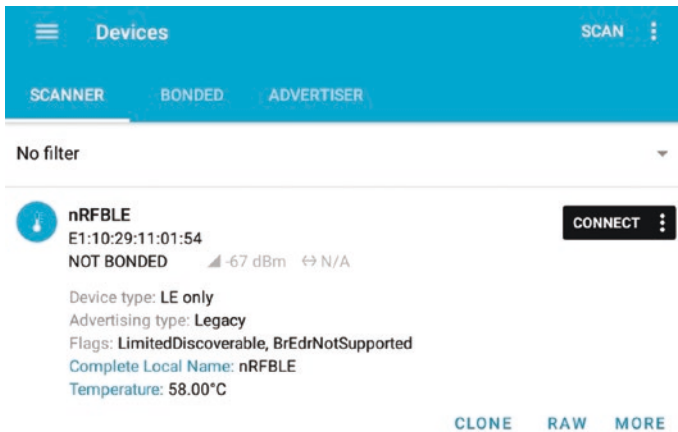 Devices SCAN
SCANNER BONDED ADVERTISER
No filter
nRFBLE CONNECT
E1:10:29:11:01:54
NOT BONDED -67 dBm ↔ N/A
Device type: LE only
Advertising type: Legacy
Flags: LimitedDiscoverable, BrEdrNotSupported
Complete Local Name: nRFBLE
Temperature: 58.00°C
CLONE RAW MORE